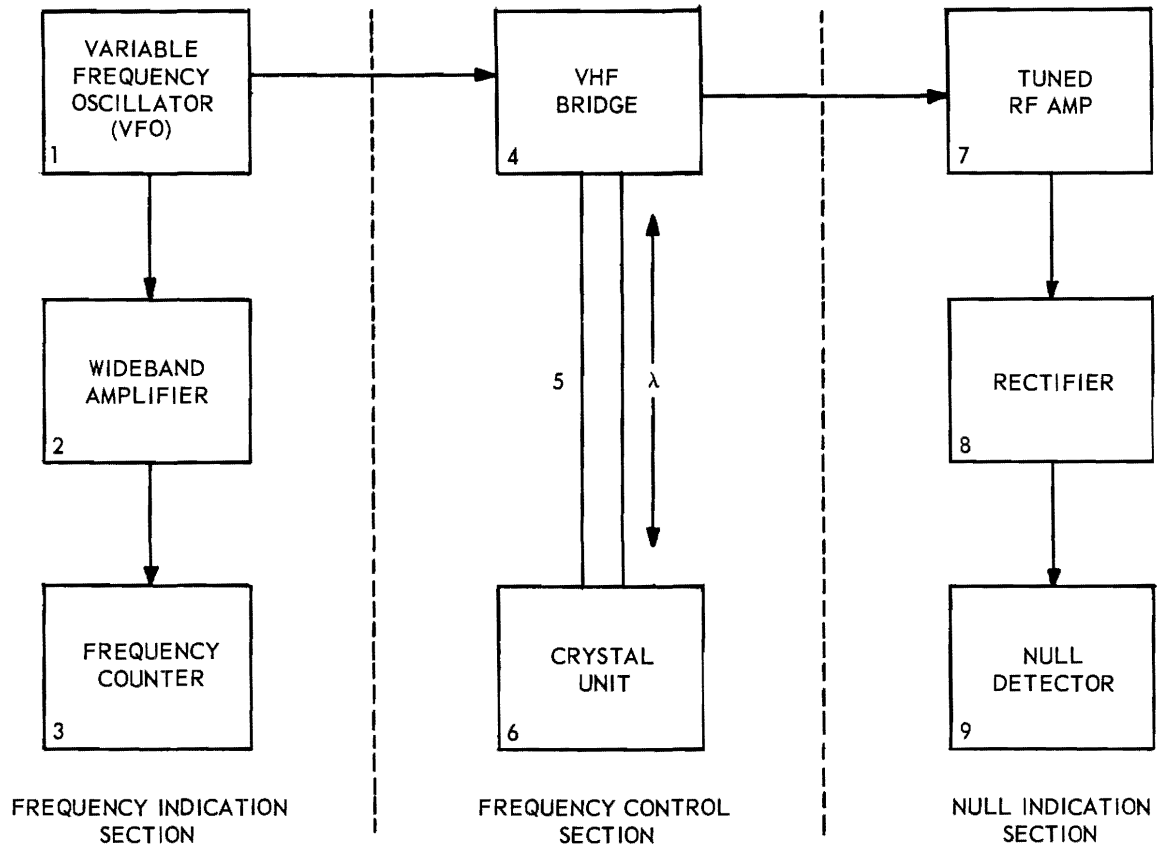 VARIABLE
FREQUENCY
OSCILLATOR
(VFO)
1
WIDEBAND
AMPLIFIER
2
FREQUENCY
COUNTER
3
FREQUENCY INDICATION
SECTION
VHF
BRIDGE
4
5
λ
CRYSTAL
UNIT
6
FREQUENCY CONTROL
SECTION
TUNED
RF AMP
7
RECTIFIER
8
NULL
DETECTOR
9
NULL INDICATION
SECTION